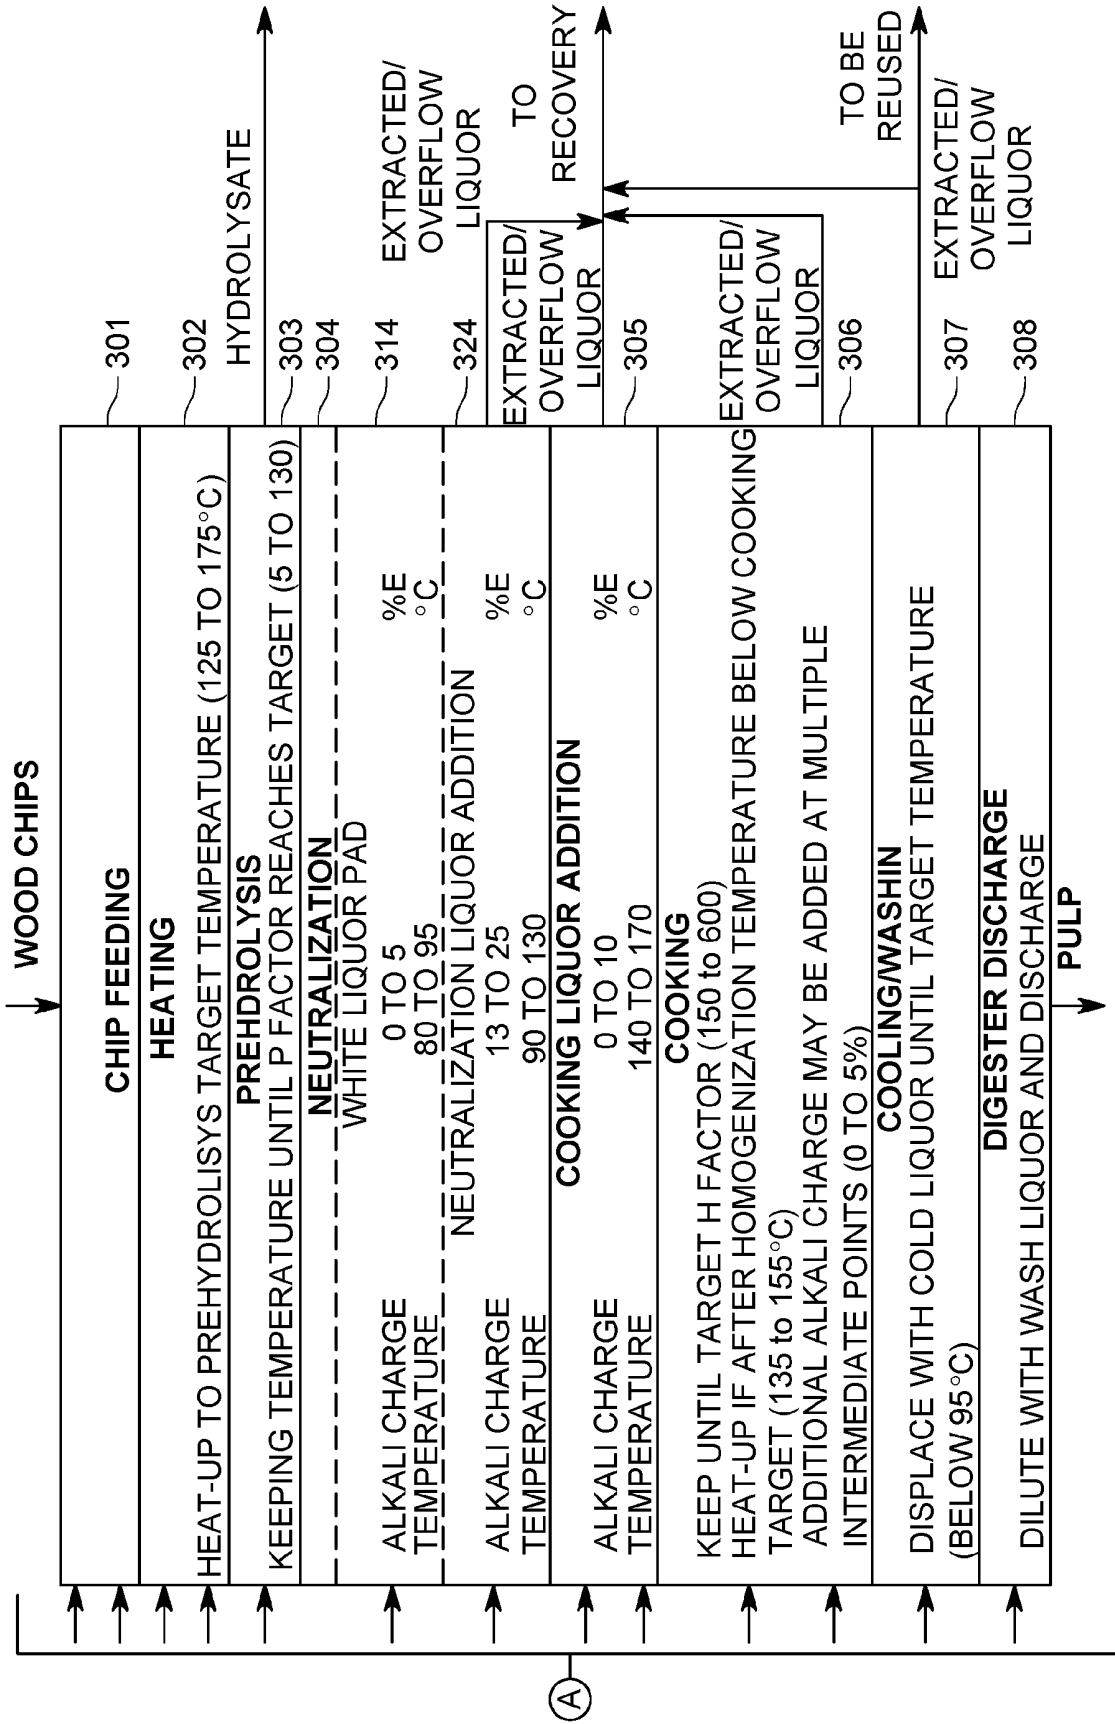 WOOD CHIPS
CHIP FEEDING
301
HEATING
HEAT-UP TO PREHYDROLISYS TARGET TEMPERATURE (125 TO 175°C)
302
HYDROLYSATE
PREHDROLYSIS
KEEPING TEMPERATURE UNTIL P FACTOR REACHES TARGET (5 TO 130)
303
NEUTRALIZATION
304
WHITE LIQUOR PAD
ALKALI CHARGE 0 TO 5 %E
TEMPERATURE 80 TO 95 °C
314
EXTRACTED/
OVERFLOW
LIQUOR
NEUTRALIZATION LIQUOR ADDITION
ALKALI CHARGE 13 TO 25 %E
TEMPERATURE 90 TO 130 °C
324
EXTRACTED/
OVERFLOW
LIQUOR
TO
RECOVERY
COOKING LIQUOR ADDITION
ALKALI CHARGE 0 TO 10 %E
TEMPERATURE 140 TO 170 °C
305
COOKING
KEEP UNTIL TARGET H FACTOR (150 to 600)
HEAT-UP IF AFTER HOMOGENIZATION TEMPERATURE BELOW COOKING
TARGET (135 to 155°C)
ADDITIONAL ALKALI CHARGE MAY BE ADDED AT MULTIPLE
INTERMEDIATE POINTS (0 TO 5%)
EXTRACTED/
OVERFLOW
LIQUOR
306
COOLING/WASHIN
DISPLACE WITH COLD LIQUOR UNTIL TARGET TEMPERATURE
(BELOW 95°C)
307
TO BE
REUSED
EXTRACTED/
OVERFLOW
LIQUOR
DIGESTER DISCHARGE
DILUTE WITH WASH LIQUOR AND DISCHARGE
308
PULP
A